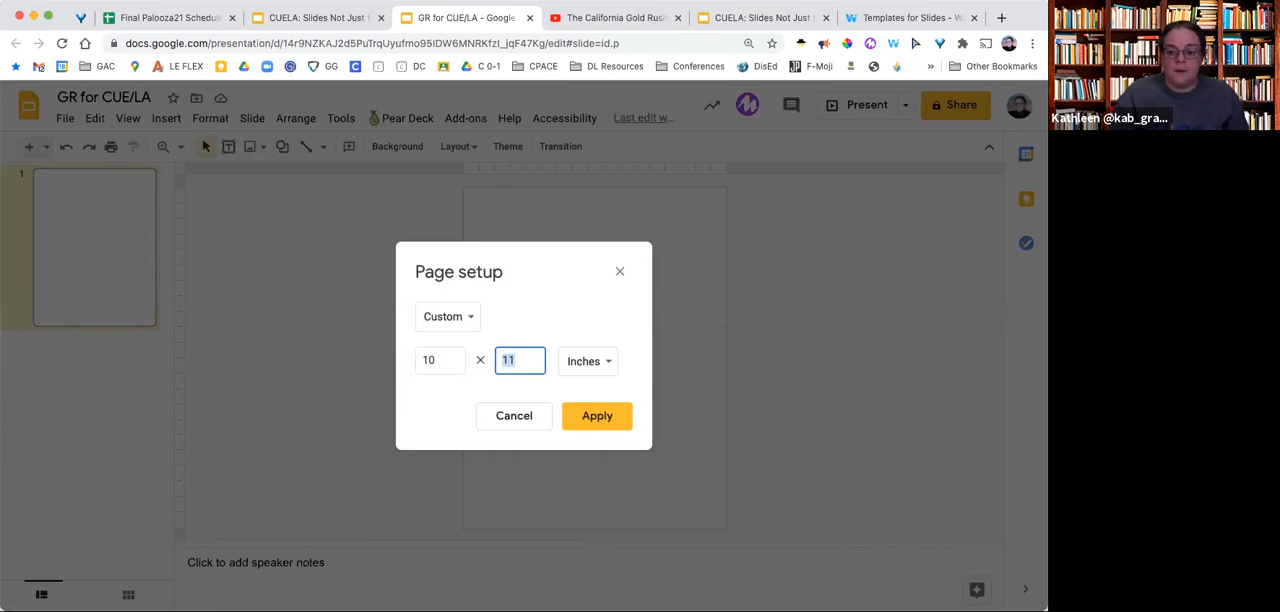 Final Palooza21 Schedul
CUELA: Slides Not Just
GR for CUE/LA - Google
The California Gold Rush
CUELA: Slides Not Just
Templates for Slides - W
docs.google.com/presentation/d/14r9NZKAJ2d5PuTrqUyufmo95IDW6MNRKfzI_jqF47Kg/edit#slide=id.p
GAC
LE FLEX
GG
DC
C 0-1
CPACE
DL Resources
Conferences
DisEd
F-Moji
Other Bookmarks
GR for CUE/LA
File Edit View Insert Format Slide Arrange Tools Pear Deck Add-ons Help Accessibility Last edit w...
Present
Share
Background Layout Theme Transition
1
Page setup
Custom
10 × 11 Inches
Cancel Apply
Click to add speaker notes
Kathleen @kab_gra...